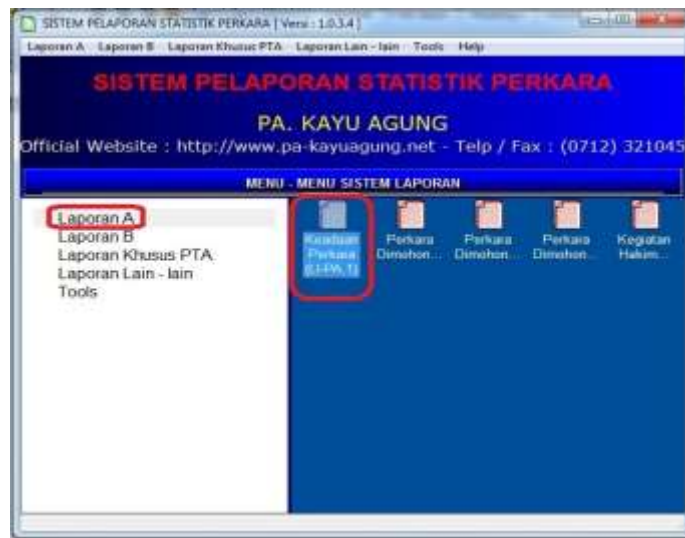 SISTEM PELAPORAN STATISTIK PERKARA [ Versi : 1.0.3.4 ]
Laporan A Laporan B Laporan Khusus PTA Laporan Lain - lain Tools Help
SISTEM PELAPORAN STATISTIK PERKARA
PA. KAYU AGUNG
Official Website : http://www.pa-kayuagung.net - Telp / Fax : (0712) 321045
MENU - MENU SISTEM LAPORAN
Laporan A
Laporan B
Laporan Khusus PTA
Laporan Lain - lain
Tools
Keadaan Perkara (LI-PA.1)
Perkara Dimohon...
Perkara Dimohon...
Perkara Dimohon...
Kegiatan Hakim...